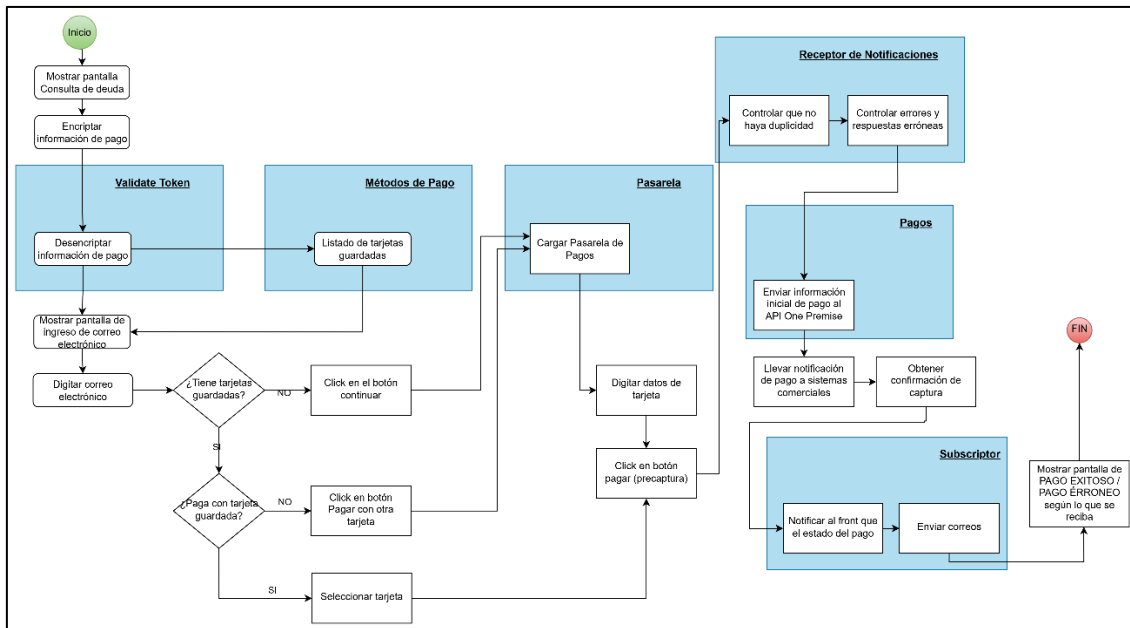 Inicio
Mostrar pantalla
Consulta de deuda
Encriptar
información de pago
Validate Token
Desencriptar
información de pago
Métodos de Pago
Listado de tarjetas
guardadas
Mostrar pantalla de
ingreso de correo
electrónico
Digitar correo
electrónico
¿Tiene tarjetas
guardadas?
NO
Click en el botón
continuar
SI
¿Paga con tarjeta
guardada?
NO
Click en botón
Pagar con otra
tarjeta
SI
Seleccionar tarjeta
Pasarela
Cargar Pasarela de
Pagos
Digitar datos de
tarjeta
Click en botón
pagar (precaptura)
Receptor de Notificaciones
Controlar que no
haya duplicidad
Controlar errores y
respuestas erróneas
Pagos
Enviar información
inicial de pago al
API One Premise
Llevar notificación
de pago a sistemas
comerciales
Obtener
confirmación de
captura
Subscriptor
Notificar al front que
el estado del pago
Enviar correos
Mostrar pantalla de
PAGO EXITOSO /
PAGO ÉRRONEO
según lo que se
reciba
FIN